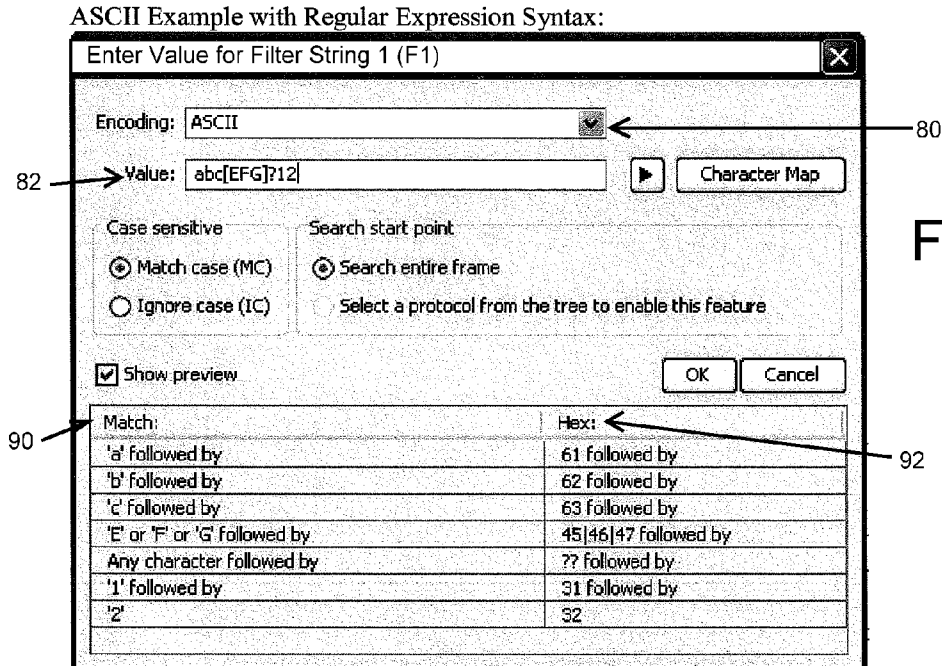 ASCII Example with Regular Expression Syntax:
Enter Value for Filter String 1 (F1)
Encoding: ASCII
80
82
Value: abc[EFG]?12
Character Map
Case sensitive
Search start point
F
Match case (MC)
Search entire frame
Ignore case (IC)
Select a protocol from the tree to enable this feature
Show preview
OK
Cancel
90
Match: Hex:
92
'a' followed by 61 followed by
'b' followed by 62 followed by
'c' followed by 63 followed by
'E' or 'F' or 'G' followed by 45|46|47 followed by
Any character followed by ?? followed by
'1' followed by 31 followed by
'2' 32